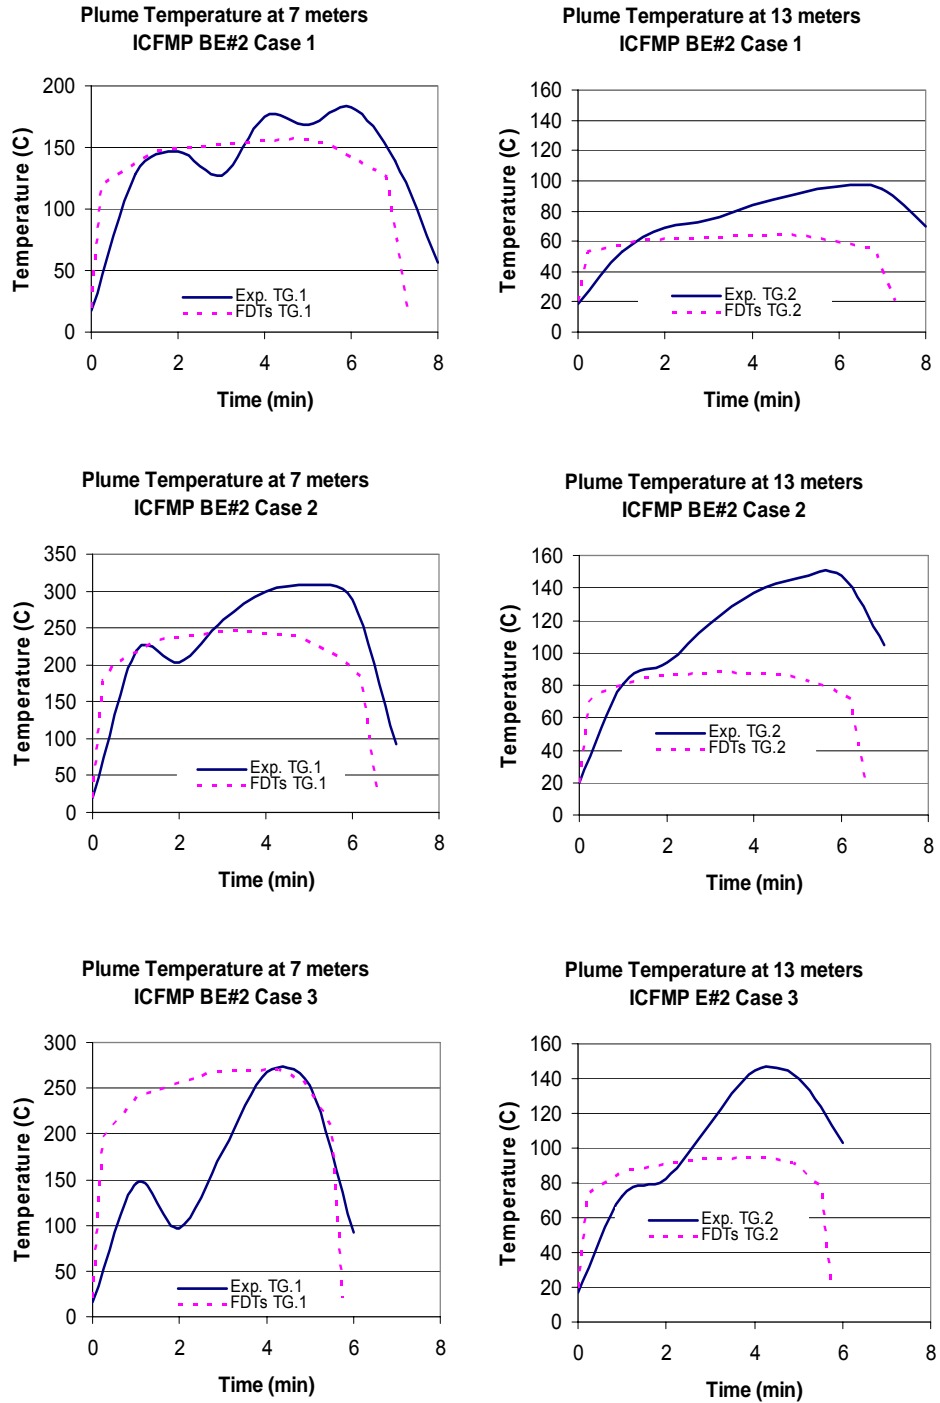 Plume Temperature at 7 meters
ICFMP BE#2 Case 1
Temperature (C)
200
150
100
50
0
Exp. TG.1
FDTs TG.1
0 2 4 6 8
Time (min)
Plume Temperature at 13 meters
ICFMP BE#2 Case 1
Temperature (C)
160
140
120
100
80
60
40
20
0
Exp. TG.2
FDTs TG.2
0 2 4 6 8
Time (min)
Plume Temperature at 7 meters
ICFMP BE#2 Case 2
Temperature (C)
350
300
250
200
150
100
50
0
Exp. TG.1
FDTs TG.1
0 2 4 6 8
Time (min)
Plume Temperature at 13 meters
ICFMP BE#2 Case 2
Temperature (C)
160
140
120
100
80
60
40
20
0
Exp. TG.2
FDTs TG.2
0 2 4 6 8
Time (min)
Plume Temperature at 7 meters
ICFMP BE#2 Case 3
Temperature (C)
300
250
200
150
100
50
0
Exp. TG.1
FDTs TG.1
0 2 4 6 8
Time (min)
Plume Temperature at 13 meters
ICFMP E#2 Case 3
Temperature (C)
160
140
120
100
80
60
40
20
0
Exp. TG.2
FDTs TG.2
0 2 4 6 8
Time (min)